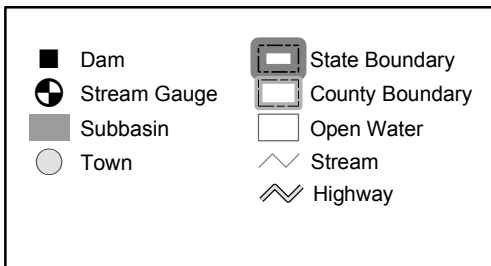 Dam
Stream Gauge
Subbasin
Town
State Boundary
County Boundary
Open Water
Stream
Highway